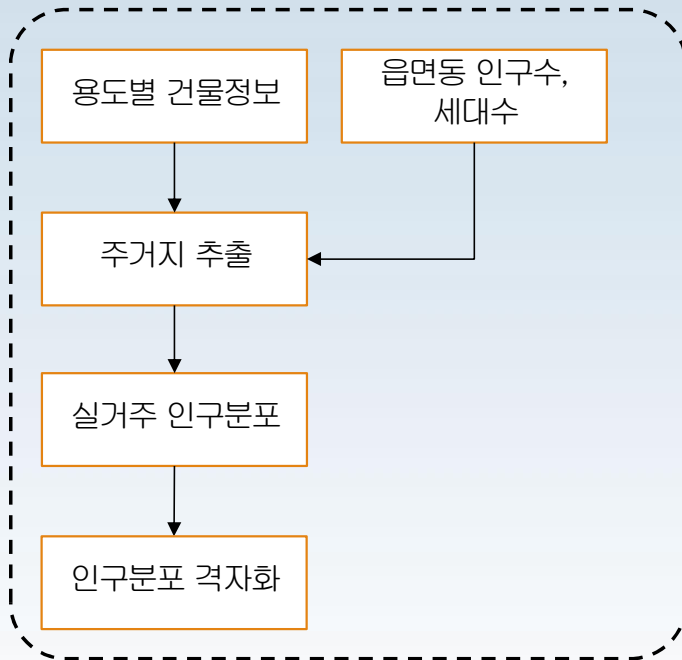 용도별 건물정보
읍면동 인구수,
세대수
주거지 추출
실거주 인구분포
인구분포 격자화